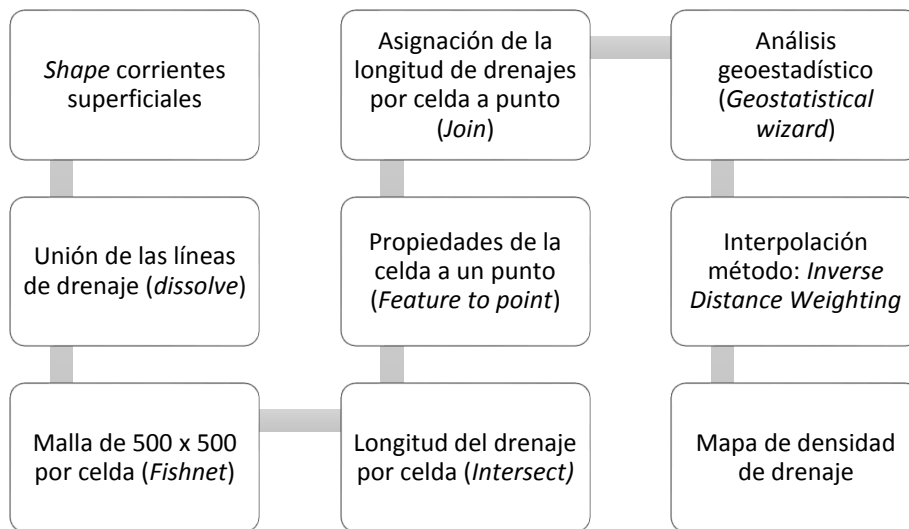 Shape corrientes
superficiales
Unión de las líneas
de drenaje (dissolve)
Malla de 500 x 500
por celda (Fishnet)
Longitud del drenaje
por celda (Intersect)
Propiedades de la
celda a un punto
(Feature to point)
Asignación de la
longitud de drenajes
por celda a punto
(Join)
Análisis
geoestadístico
(Geostatistical
wizard)
Interpolación
método: Inverse
Distance Weighting
Mapa de densidad
de drenaje